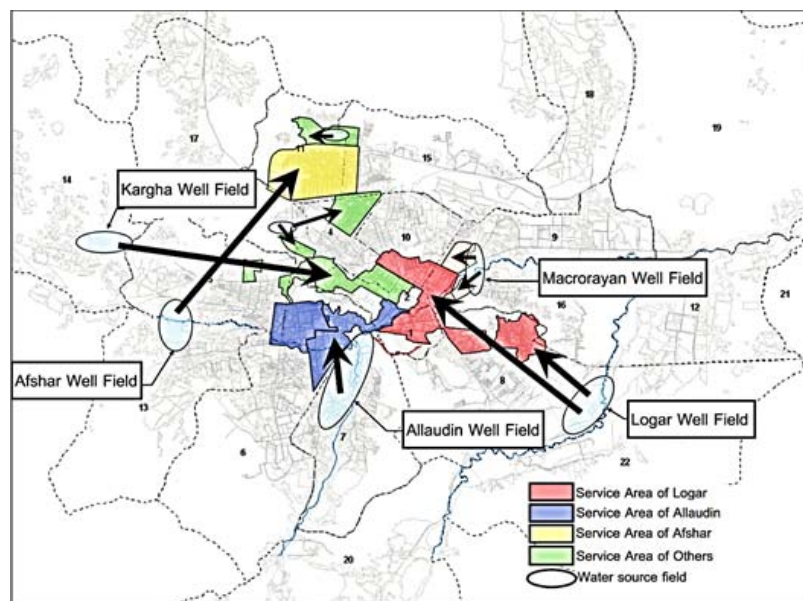 18
19
17
15
14
Kargha Well Field
4
10
9
Macrorayan Well Field
5
16
12
21
1
Afshar Well Field
13
8
Allaudin Well Field
Logar Well Field
6
7
22
Service Area of Logar
Service Area of Allaudin
Service Area of Afshar
Service Area of Others
Water source field
20